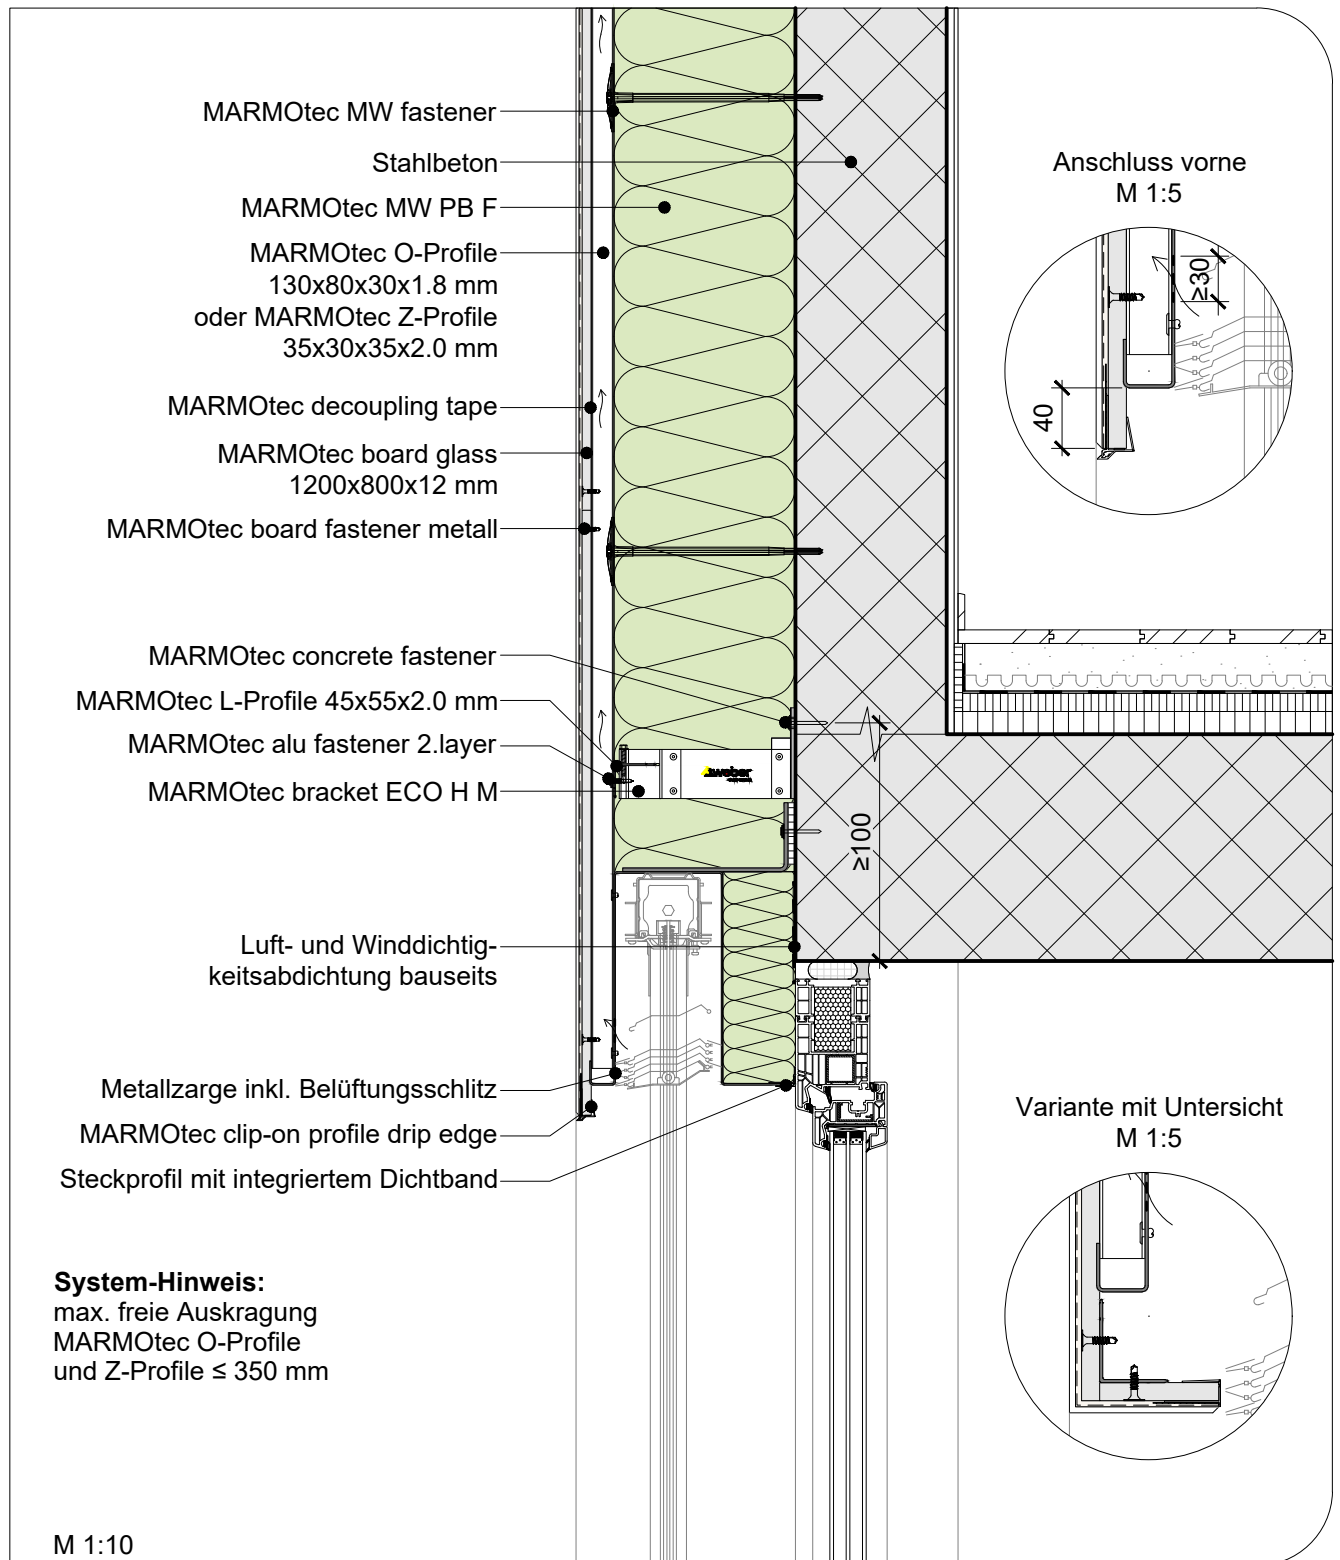 MARMOtec MW fastener
Stahlbeton
MARMOtec MW PB F
MARMOtec O-Profile
130x80x30x1.8 mm
oder MARMOtec Z-Profile
35x30x35x2.0 mm
MARMOtec decoupling tape
MARMOtec board glass
1200x800x12 mm
MARMOtec board fastener metall
MARMOtec concrete fastener
MARMOtec L-Profile 45x55x2.0 mm
MARMOtec alu fastener 2.layer
MARMOtec bracket ECO H M
weber
≥100
Luft- und Winddichtig-
keitsabdichtung bauseits
Metallzarge inkl. Belüftungsschlitz
MARMOtec clip-on profile drip edge
Steckprofil mit integriertem Dichtband
System-Hinweis:
max. freie Auskragung
MARMOtec O-Profile
und Z-Profile ≤ 350 mm
M 1:10
Anschluss vorne
M 1:5
≥30
40
Variante mit Untersicht
M 1:5